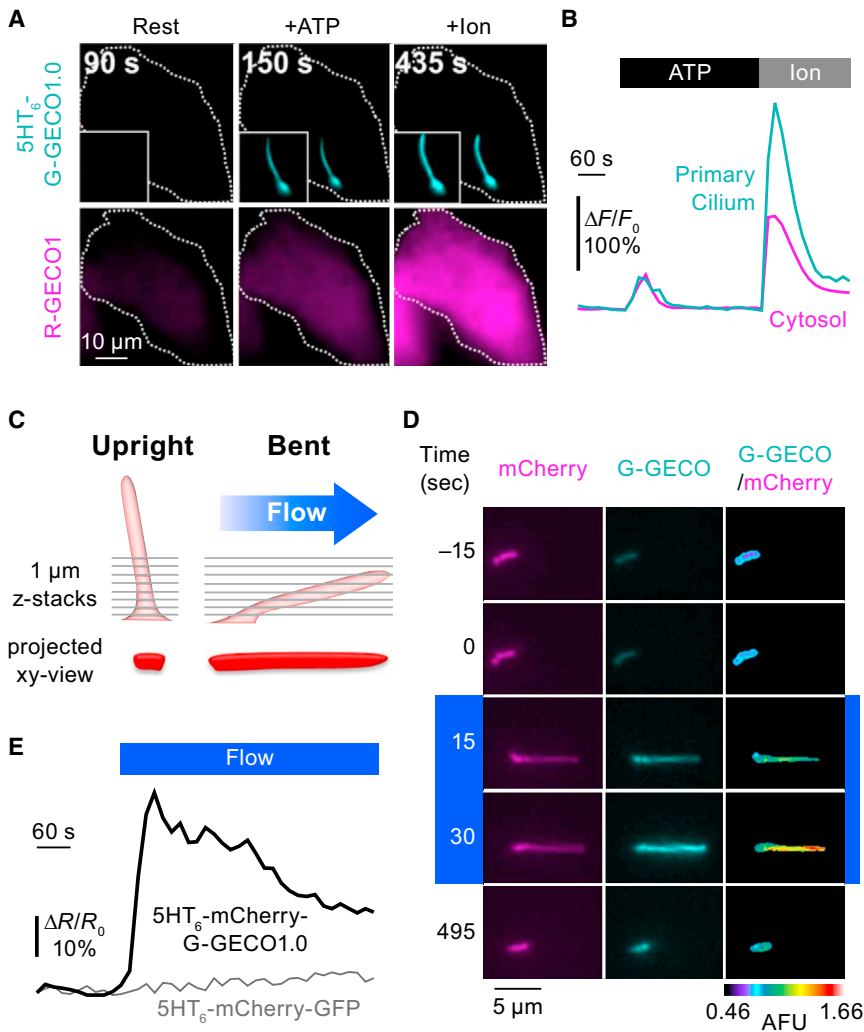 A
Rest +ATP +Ion
5HT6-
G-GECO1.0
90 s 150 s 435 s
R-GECO1
10 µm
B
ATP Ion
60 s
Primary
Cilium
ΔF/F0
100%
Cytosol
C
Upright Bent
Flow
1 µm
z-stacks
projected
xy-view
D
Time
(sec)
mCherry G-GECO G-GECO
/mCherry
–15
0
15
30
495
5 µm
0.46 AFU 1.66
E
Flow
60 s
ΔR/R0
10%
5HT6-mCherry-
G-GECO1.0
5HT6-mCherry-GFP